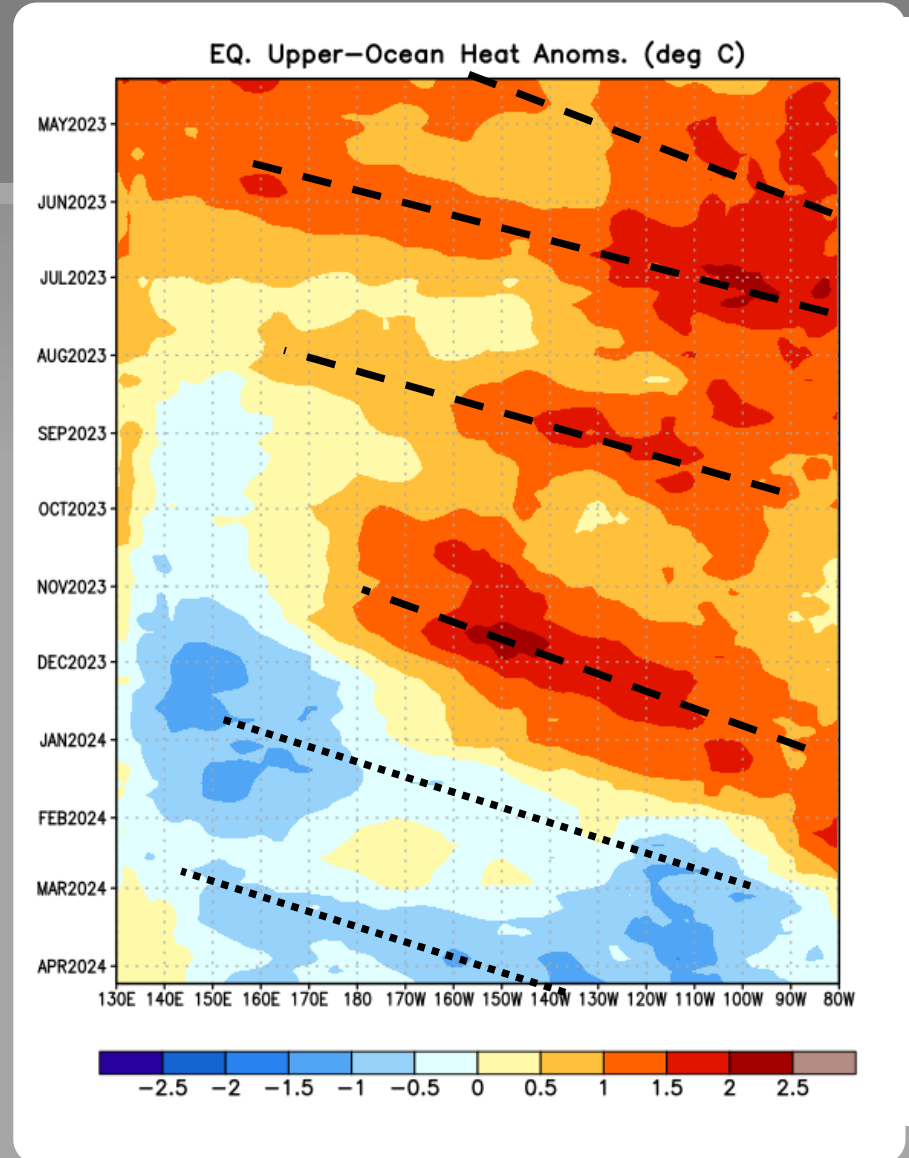 EQ. Upper-Ocean Heat Anoms. (deg C)
MAY2023
JUN2023
JUL2023
AUG2023
SEP2023
OCT2023
NOV2023
DEC2023
JAN2024
FEB2024
MAR2024
APR2024
130E 140E 150E 160E 170E 180 170W 160W 150W 140W 130W 120W 110W 100W 90W 80W
-2.5 -2 -1.5 -1 -0.5 0 0.5 1 1.5 2 2.5